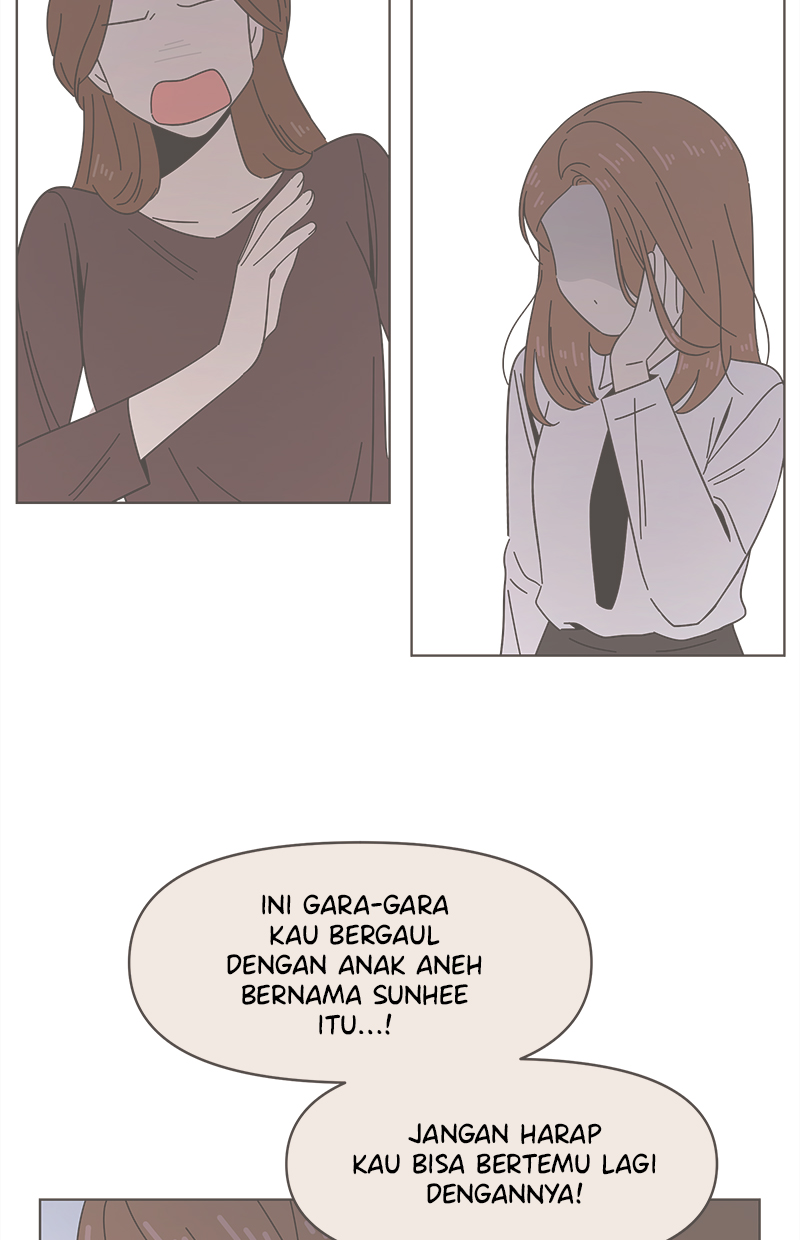 INI GARA-GARA
KAU BERGAUL
DENGAN ANAK ANEH
BERNAMA SUNHEE
ITU...!
JANGAN HARAP
KAU BISA BERTEMU LAGI
DENGANNYA!